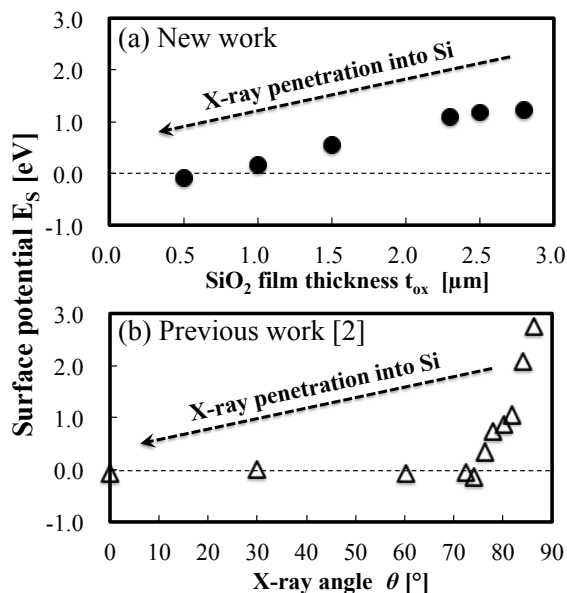 Surface potential E_S [eV]
(a) New work
X-ray penetration into Si
3.0
2.0
1.0
0.0
-1.0
0.0 0.5 1.0 1.5 2.0 2.5 3.0
SiO₂ film thickness t_ox [µm]
(b) Previous work [2]
X-ray penetration into Si
3.0
2.0
1.0
0.0
-1.0
0 10 20 30 40 50 60 70 80 90
X-ray angle θ [°]